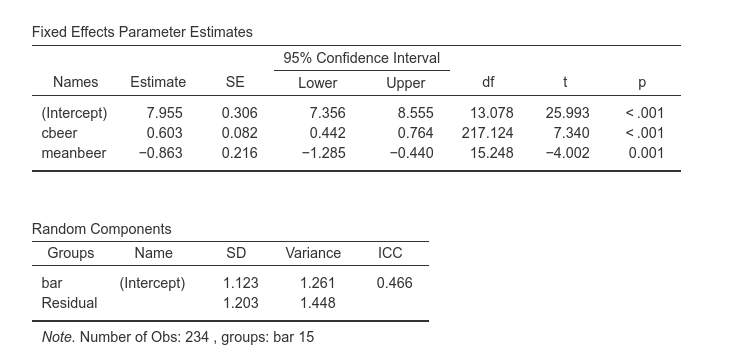 Fixed Effects Parameter Estimates
95% Confidence Interval
Names Estimate SE Lower Upper df t p
(Intercept) 7.955 0.306 7.356 8.555 13.078 25.993 < .001
cbeer 0.603 0.082 0.442 0.764 217.124 7.340 < .001
meanbeer −0.863 0.216 −1.285 −0.440 15.248 −4.002 0.001
Random Components
Groups Name SD Variance ICC
bar (Intercept) 1.123 1.261 0.466
Residual 1.203 1.448
Note. Number of Obs: 234 , groups: bar 15